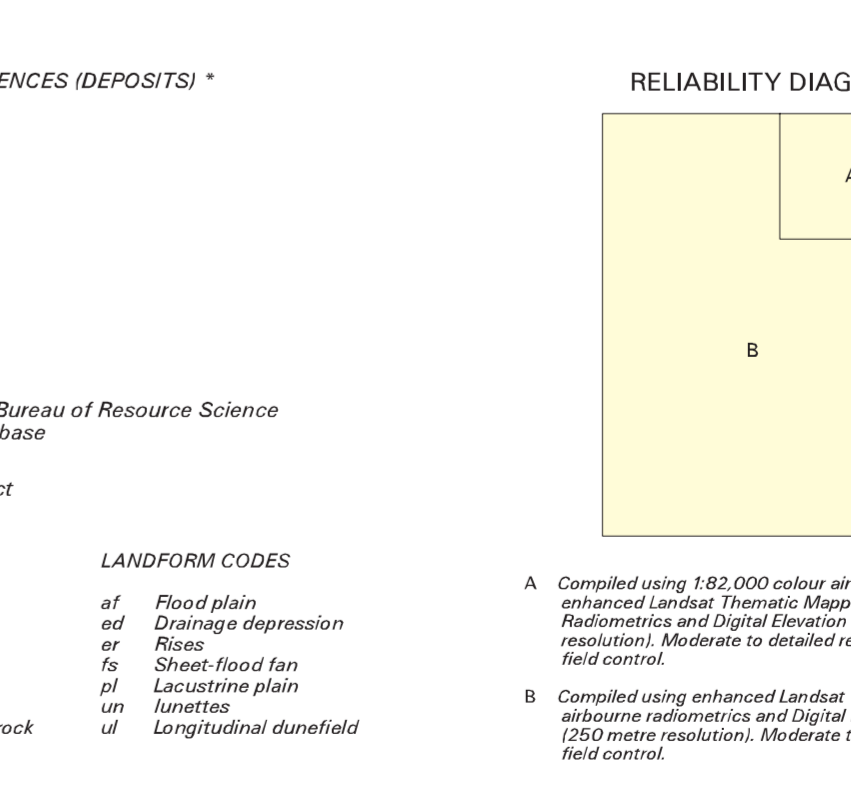 ENCES (DEPOSITS) *
Bureau of Resource Science
base
ct
LANDFORM CODES
af Flood plain
ed Drainage depression
er Rises
fs Sheet-flood fan
pl Lacustrine plain
un lunettes
rock ul Longitudinal dunefield
RELIABILITY DIAG
A
B
A Compiled using 1:82,000 colour air
enhanced Landsat Thematic Mapp
Radiometrics and Digital Elevation
resolution). Moderate to detailed re
field control.
B Compiled using enhanced Landsat
airbourne radiometrics and Digital
(250 metre resolution). Moderate t
field control.